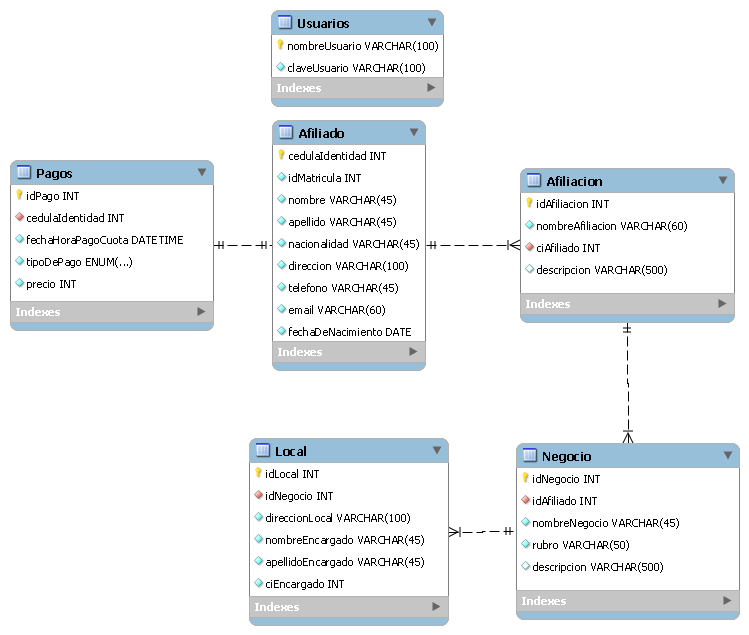 Usuarios
nombreUsuario VARCHAR(100)
claveUsuario VARCHAR(100)
Indexes
Afiliado
cedulaIdentidad INT
idMatricula INT
nombre VARCHAR(45)
apellido VARCHAR(45)
nacionalidad VARCHAR(45)
direccion VARCHAR(100)
telefono VARCHAR(45)
email VARCHAR(60)
fechaDeNacimiento DATE
Indexes
Pagos
idPago INT
cedulaIdentidad INT
fechaHoraPagoCuota DATETIME
tipoDePago ENUM(...)
precio INT
Indexes
Afiliacion
idAfiliacion INT
nombreAfiliacion VARCHAR(60)
ciAfiliado INT
descripcion VARCHAR(500)
Indexes
Local
idLocal INT
idNegocio INT
direccionLocal VARCHAR(100)
nombreEncargado VARCHAR(45)
apellidoEncargado VARCHAR(45)
ciEncargado INT
Indexes
Negocio
idNegocio INT
idAfiliado INT
nombreNegocio VARCHAR(45)
rubro VARCHAR(50)
descripcion VARCHAR(500)
Indexes